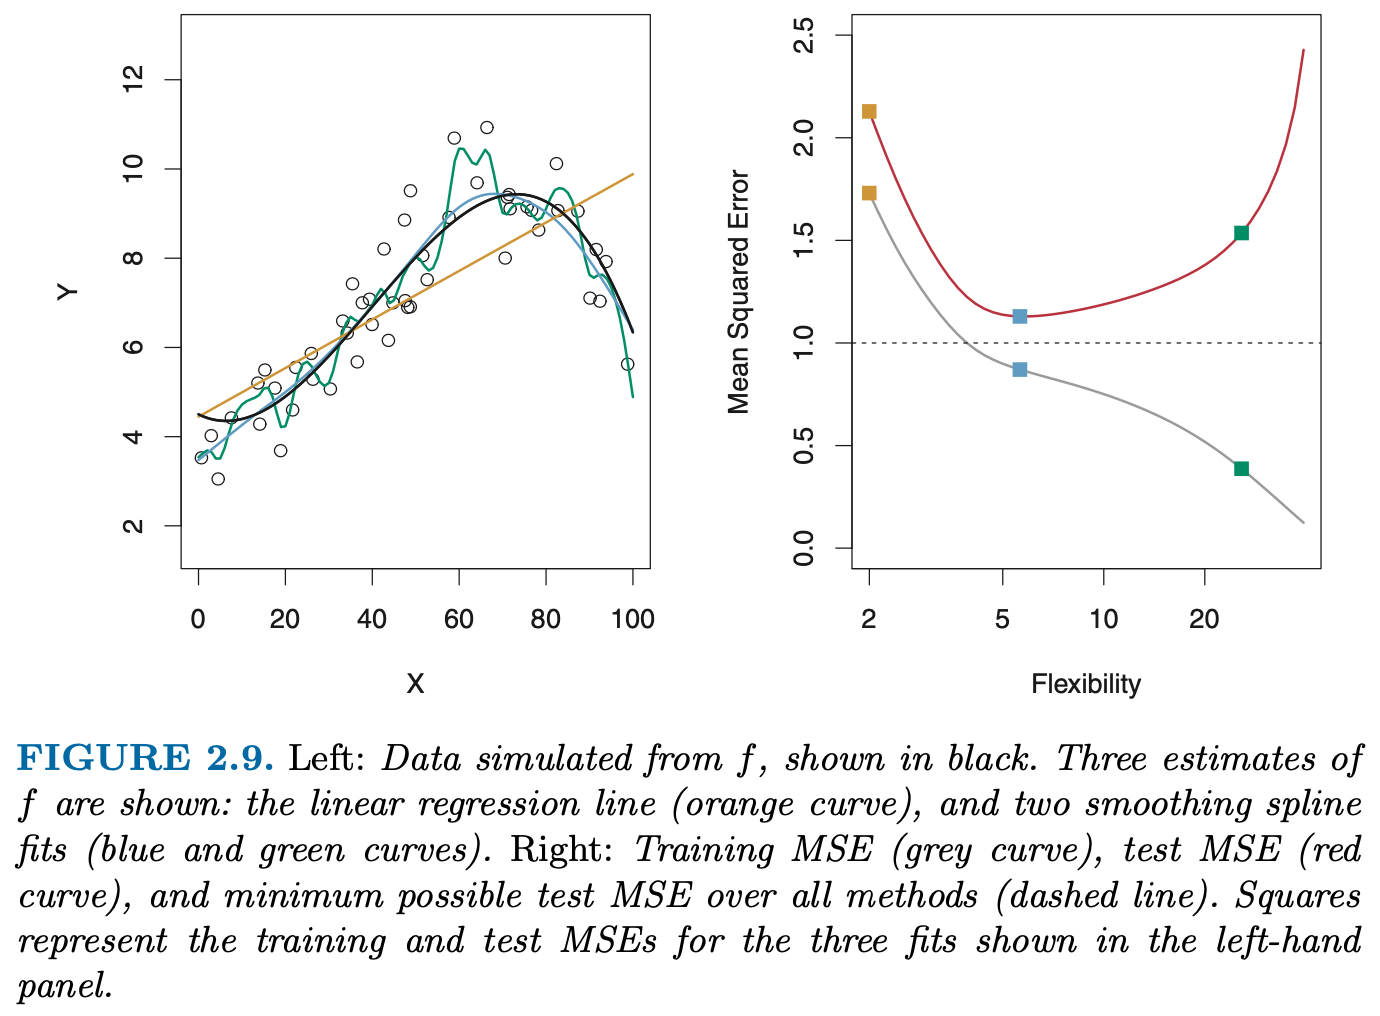 12
10
8
6
4
2
Y
0 20 40 60 80 100
X
2.5
2.0
1.5
1.0
0.5
0.0
Mean Squared Error
2 5 10 20
Flexibility
FIGURE 2.9. Left: Data simulated from f, shown in black. Three estimates of
f are shown: the linear regression line (orange curve), and two smoothing spline
fits (blue and green curves). Right: Training MSE (grey curve), test MSE (red
curve), and minimum possible test MSE over all methods (dashed line). Squares
represent the training and test MSEs for the three fits shown in the left-hand
panel.